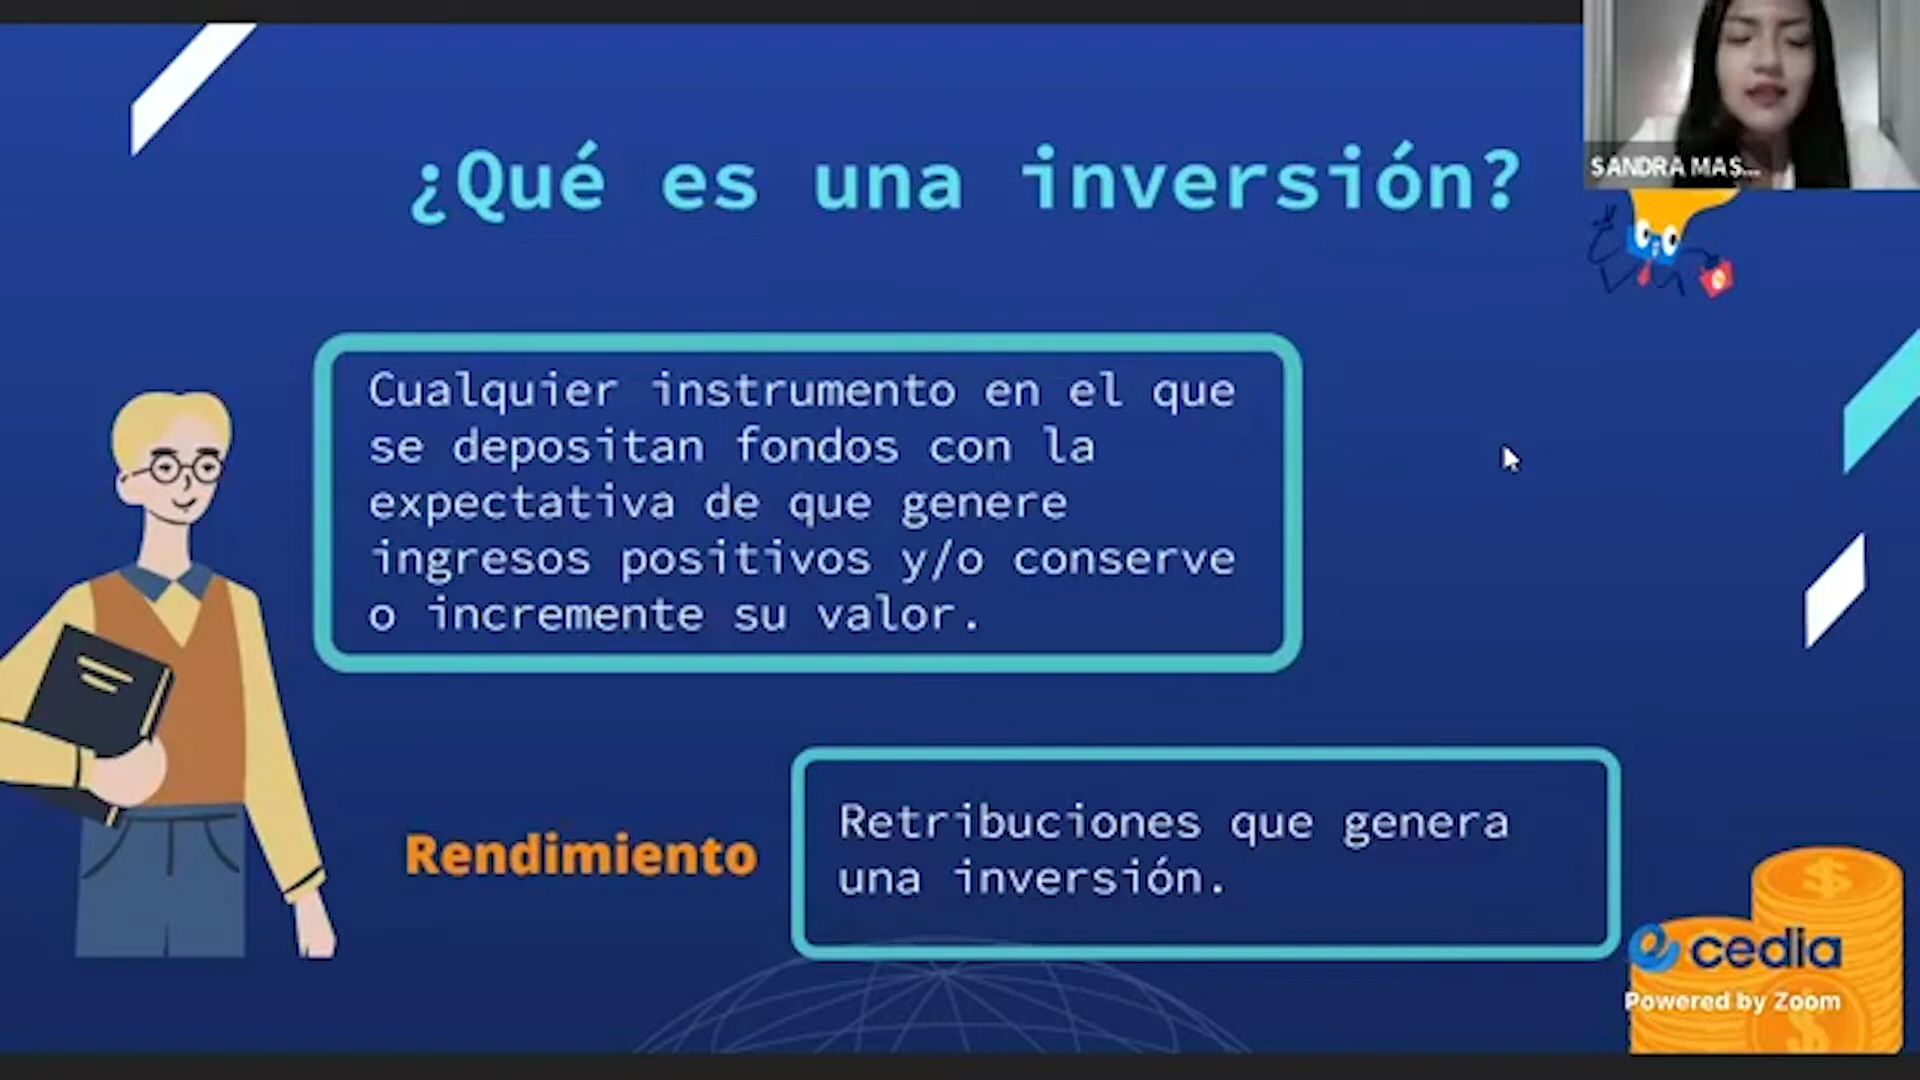 SANDRA MAS...
¿Qué es una inversión?
Cualquier instrumento en el que
se depositan fondos con la
expectativa de que genere
ingresos positivos y/o conserve
o incremente su valor.
Rendimiento
Retribuciones que genera
una inversión.
cedia
Powered by Zoom